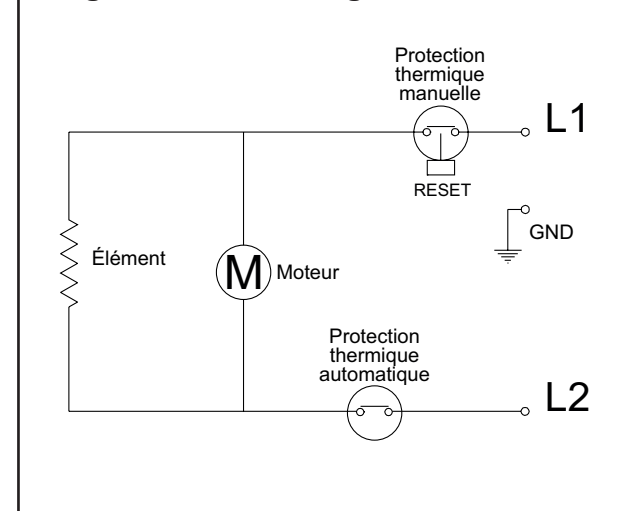 Protection
thermique
manuelle
L1
RESET
GND
Élément
M
Moteur
Protection
thermique
automatique
L2